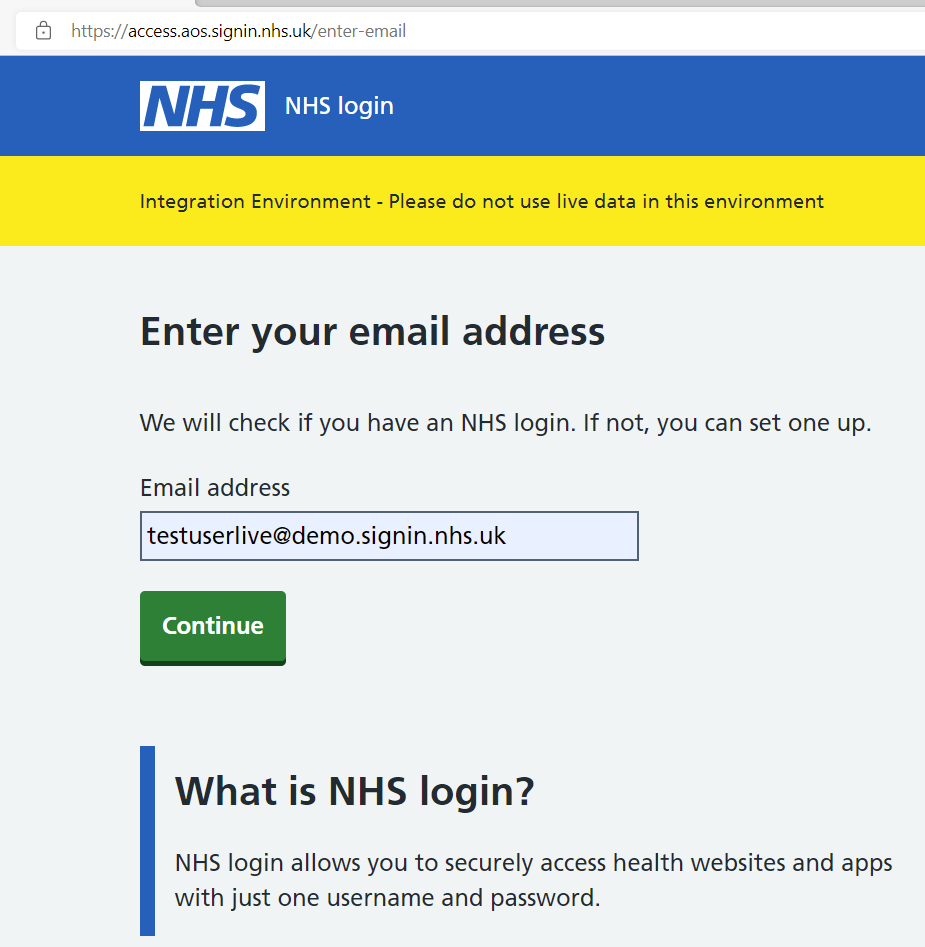 https://access.aos.signin.nhs.uk/enter-email
NHS NHS login
Integration Environment - Please do not use live data in this environment
Enter your email address
We will check if you have an NHS login. If not, you can set one up.
Email address
testuserlive@demo.signin.nhs.uk
Continue
What is NHS login?
NHS login allows you to securely access health websites and apps
with just one username and password.